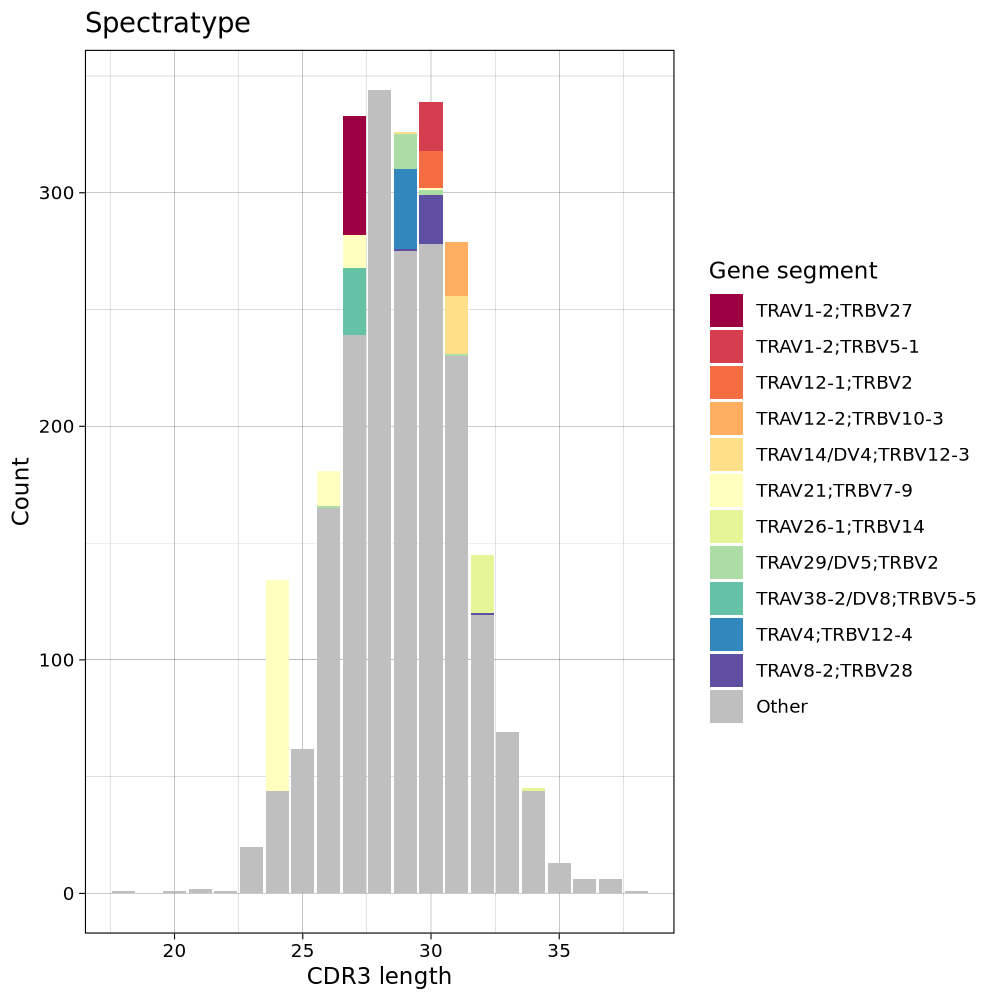 Spectratype
300
200
100
0
Count
20
25
30
35
CDR3 length
Gene segment
TRAV1-2;TRBV27
TRAV1-2;TRBV5-1
TRAV12-1;TRBV2
TRAV12-2;TRBV10-3
TRAV14/DV4;TRBV12-3
TRAV21;TRBV7-9
TRAV26-1;TRBV14
TRAV29/DV5;TRBV2
TRAV38-2/DV8;TRBV5-5
TRAV4;TRBV12-4
TRAV8-2;TRBV28
Other